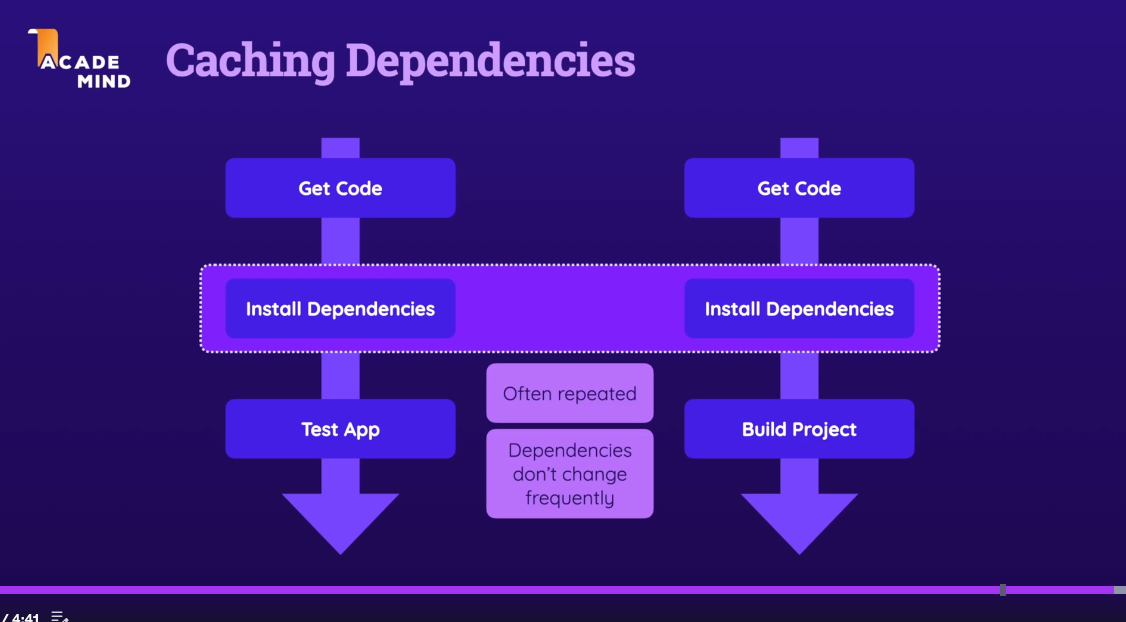 ACADE
MIND
Caching Dependencies
Get Code
Get Code
Install Dependencies
Install Dependencies
Often repeated
Test App
Build Project
Dependencies
don't change
frequently
/ 4:41